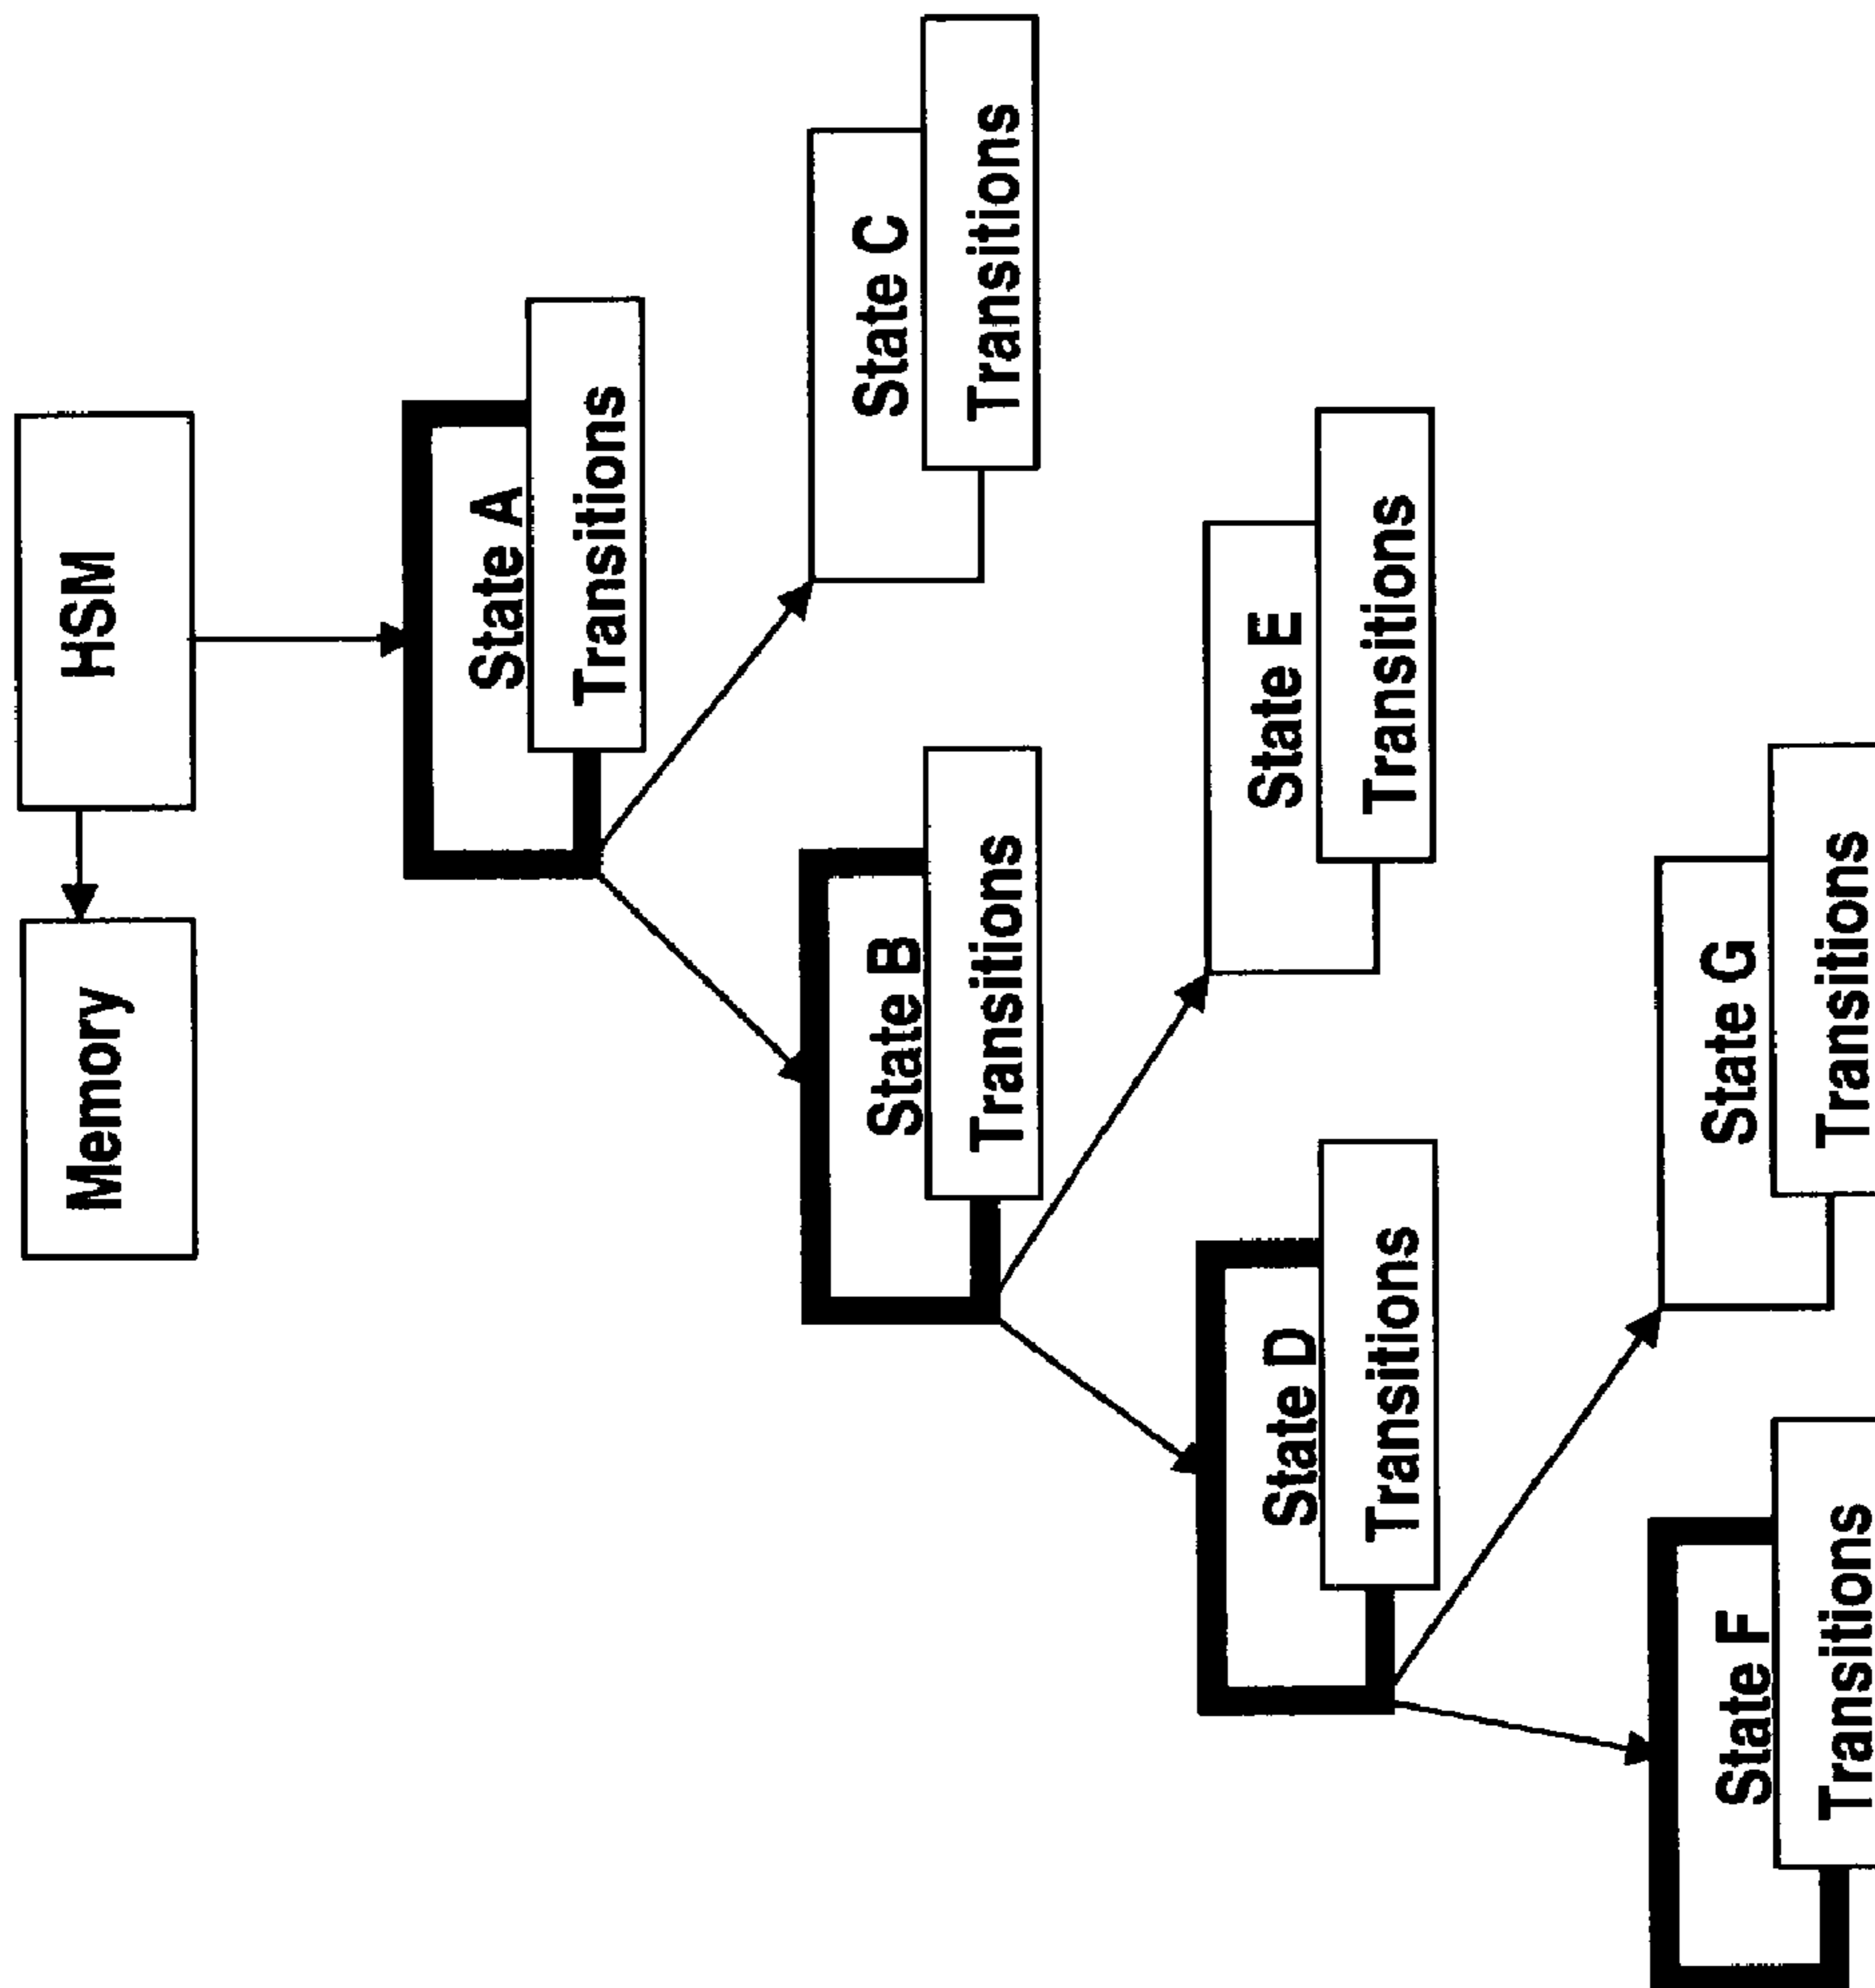 Memory
HSM
State A
Transitions
State B
Transitions
State C
Transitions
State D
Transitions
State E
Transitions
State F
Transitions
State G
Transitions